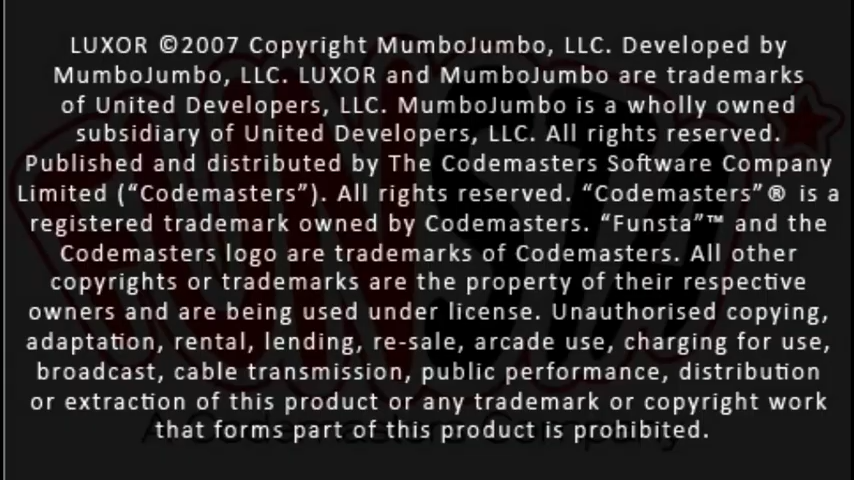 LUXOR ©2007 Copyright MumboJumbo, LLC. Developed by
MumboJumbo, LLC. LUXOR and MumboJumbo are trademarks
of United Developers, LLC. MumboJumbo is a wholly owned
subsidiary of United Developers, LLC. All rights reserved.
Published and distributed by The Codemasters Software Company
Limited (“Codemasters”). All rights reserved. “Codemasters”® is a
registered trademark owned by Codemasters. “Funsta”™ and the
Codemasters logo are trademarks of Codemasters. All other
copyrights or trademarks are the property of their respective
owners and are being used under license. Unauthorised copying,
adaptation, rental, lending, re-sale, arcade use, charging for use,
broadcast, cable transmission, public performance, distribution
or extraction of this product or any trademark or copyright work
that forms part of this product is prohibited.
FUNSTA
A Codemasters Company